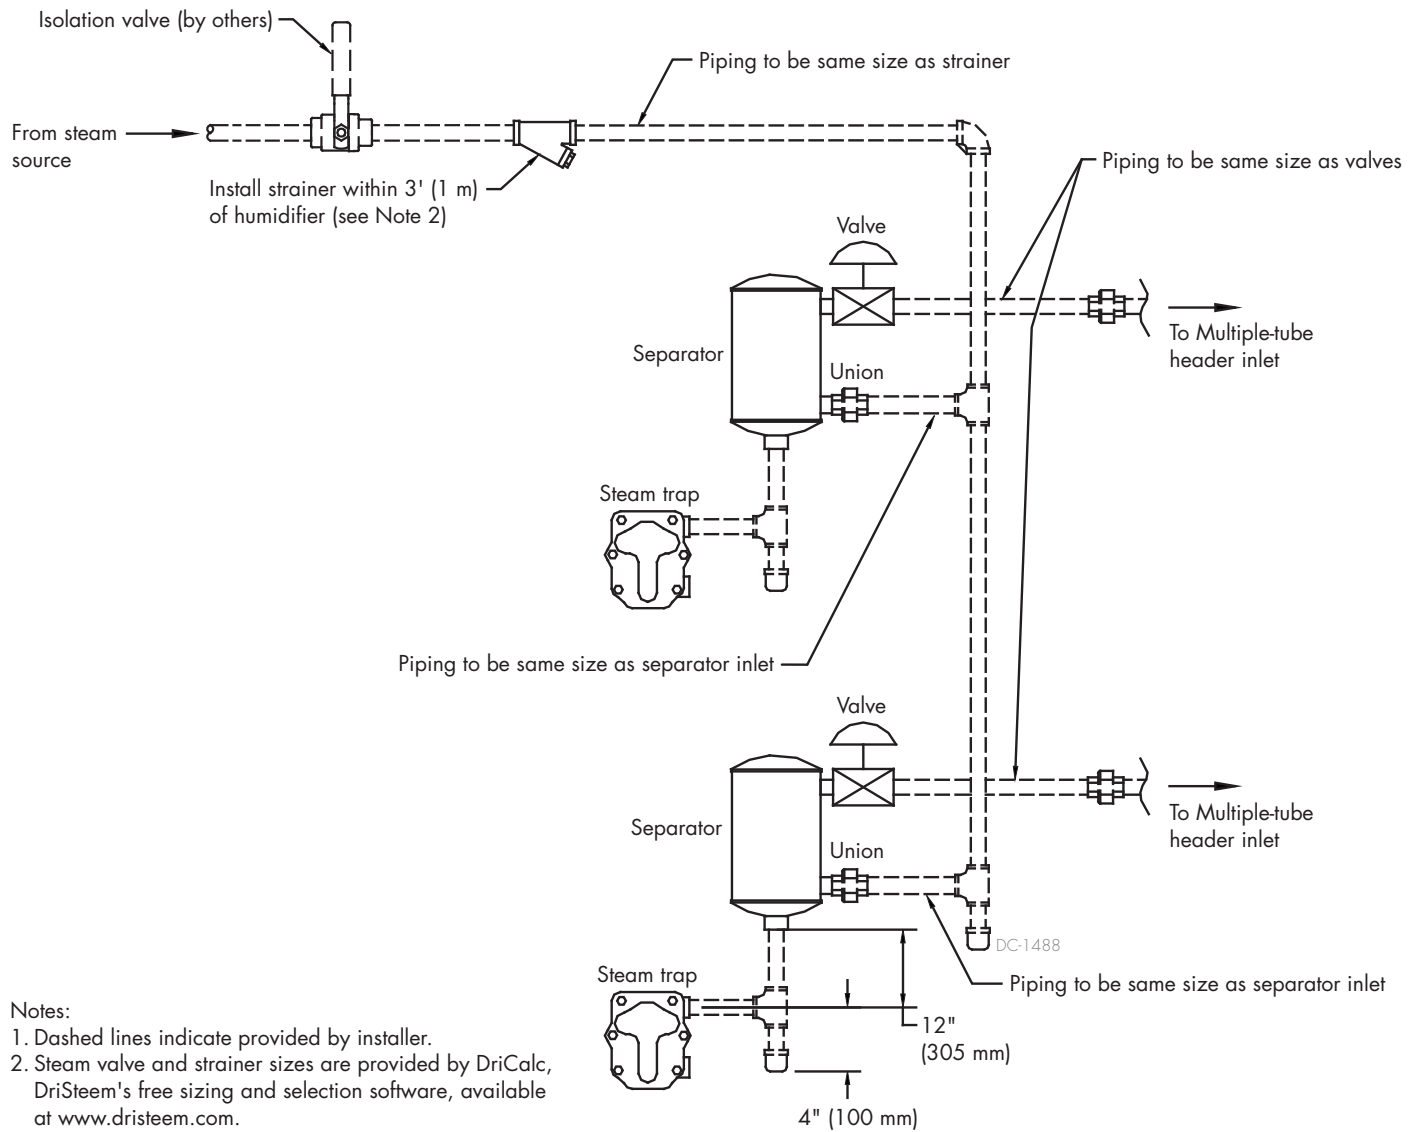 Isolation valve (by others)
Piping to be same size as strainer
From steam
source
Piping to be same size as valves
Install strainer within 3' (1 m)
of humidifier (see Note 2)
Valve
To Multiple-tube
header inlet
Separator
Union
Steam trap
Piping to be same size as separator inlet
Valve
To Multiple-tube
header inlet
Separator
Union
DC-1488
Steam trap
Piping to be same size as separator inlet
12"
(305 mm)
4" (100 mm)
Notes:
1. Dashed lines indicate provided by installer.
2. Steam valve and strainer sizes are provided by DriCalc,
DriSteem's free sizing and selection software, available
at www.dristeem.com.